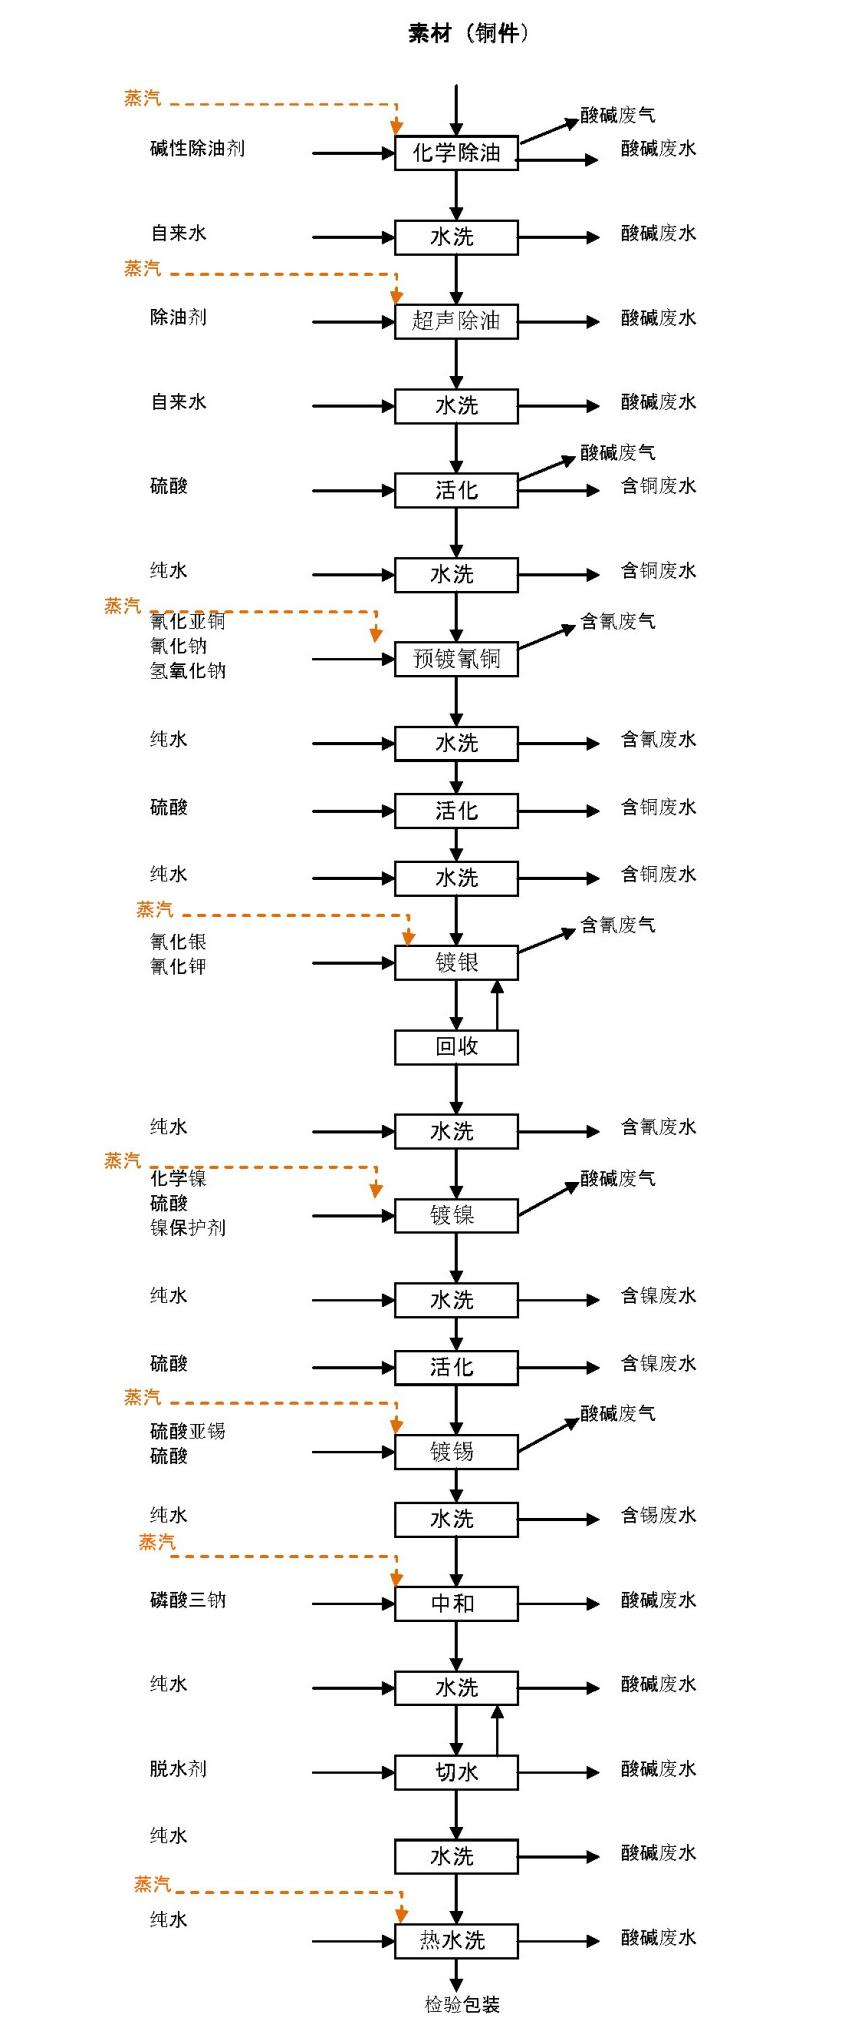 素材（铜件）
蒸汽
酸碱废气
碱性除油剂
化学除油
酸碱废水
自来水
水洗
酸碱废水
蒸汽
除油剂
超声除油
酸碱废水
自来水
水洗
酸碱废水
酸碱废气
硫酸
活化
含铜废水
纯水
水洗
含铜废水
蒸汽
氰化亚铜
含氰废气
氰化钠
预镀氰铜
氢氧化钠
纯水
水洗
含氰废水
硫酸
活化
含铜废水
纯水
水洗
含铜废水
蒸汽
含氰废气
氰化银
镀银
氰化钾
回收
纯水
水洗
含氰废水
蒸汽
化学镍
酸碱废气
硫酸
镀镍
镍保护剂
纯水
水洗
含镍废水
硫酸
活化
含镍废水
蒸汽
酸碱废气
硫酸亚锡
镀锡
硫酸
纯水
水洗
含锡废水
蒸汽
磷酸三钠
中和
酸碱废水
纯水
水洗
酸碱废水
脱水剂
切水
酸碱废水
纯水
水洗
酸碱废水
蒸汽
纯水
热水洗
酸碱废水
检验包装